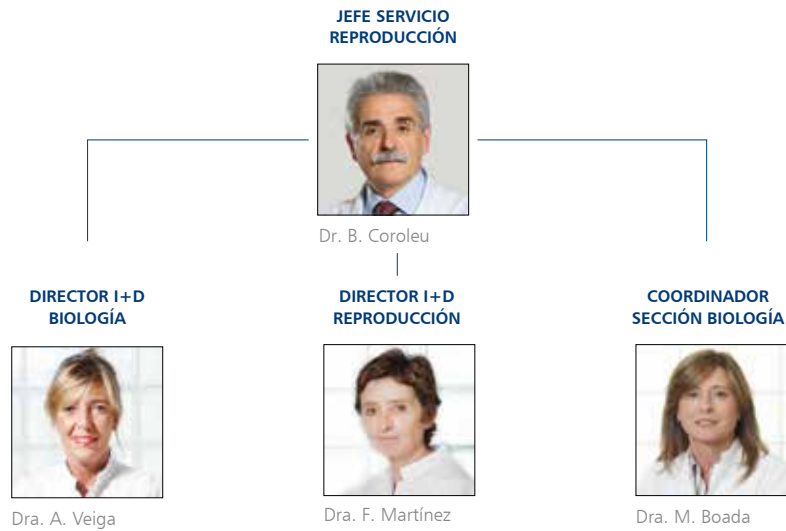 JEFE SERVICIO
REPRODUCCIÓN
Dr. B. Coroleu
DIRECTOR I+D
BIOLOGÍA
DIRECTOR I+D
REPRODUCCIÓN
COORDINADOR
SECCIÓN BIOLOGÍA
Dra. A. Veiga
Dra. F. Martínez
Dra. M. Boada